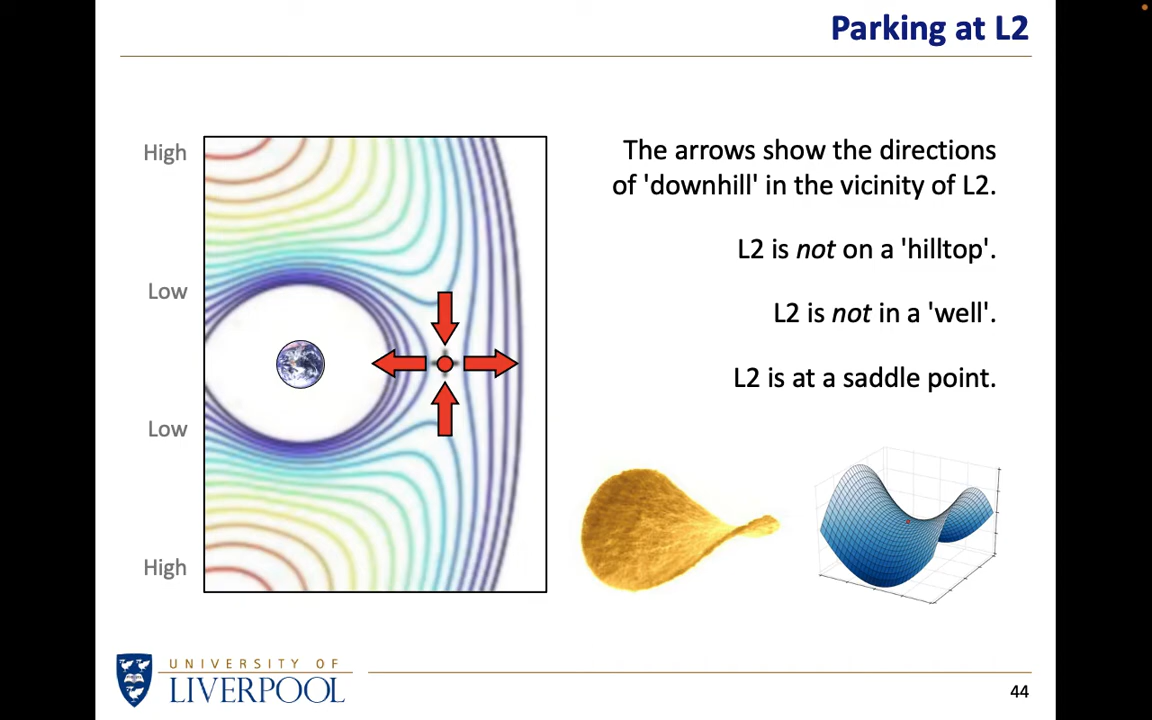 Parking at L2
High
Low
Low
High
The arrows show the directions
of 'downhill' in the vicinity of L2.
L2 is not on a 'hilltop'.
L2 is not in a 'well'.
L2 is at a saddle point.
UNIVERSITY OF
LIVERPOOL
44